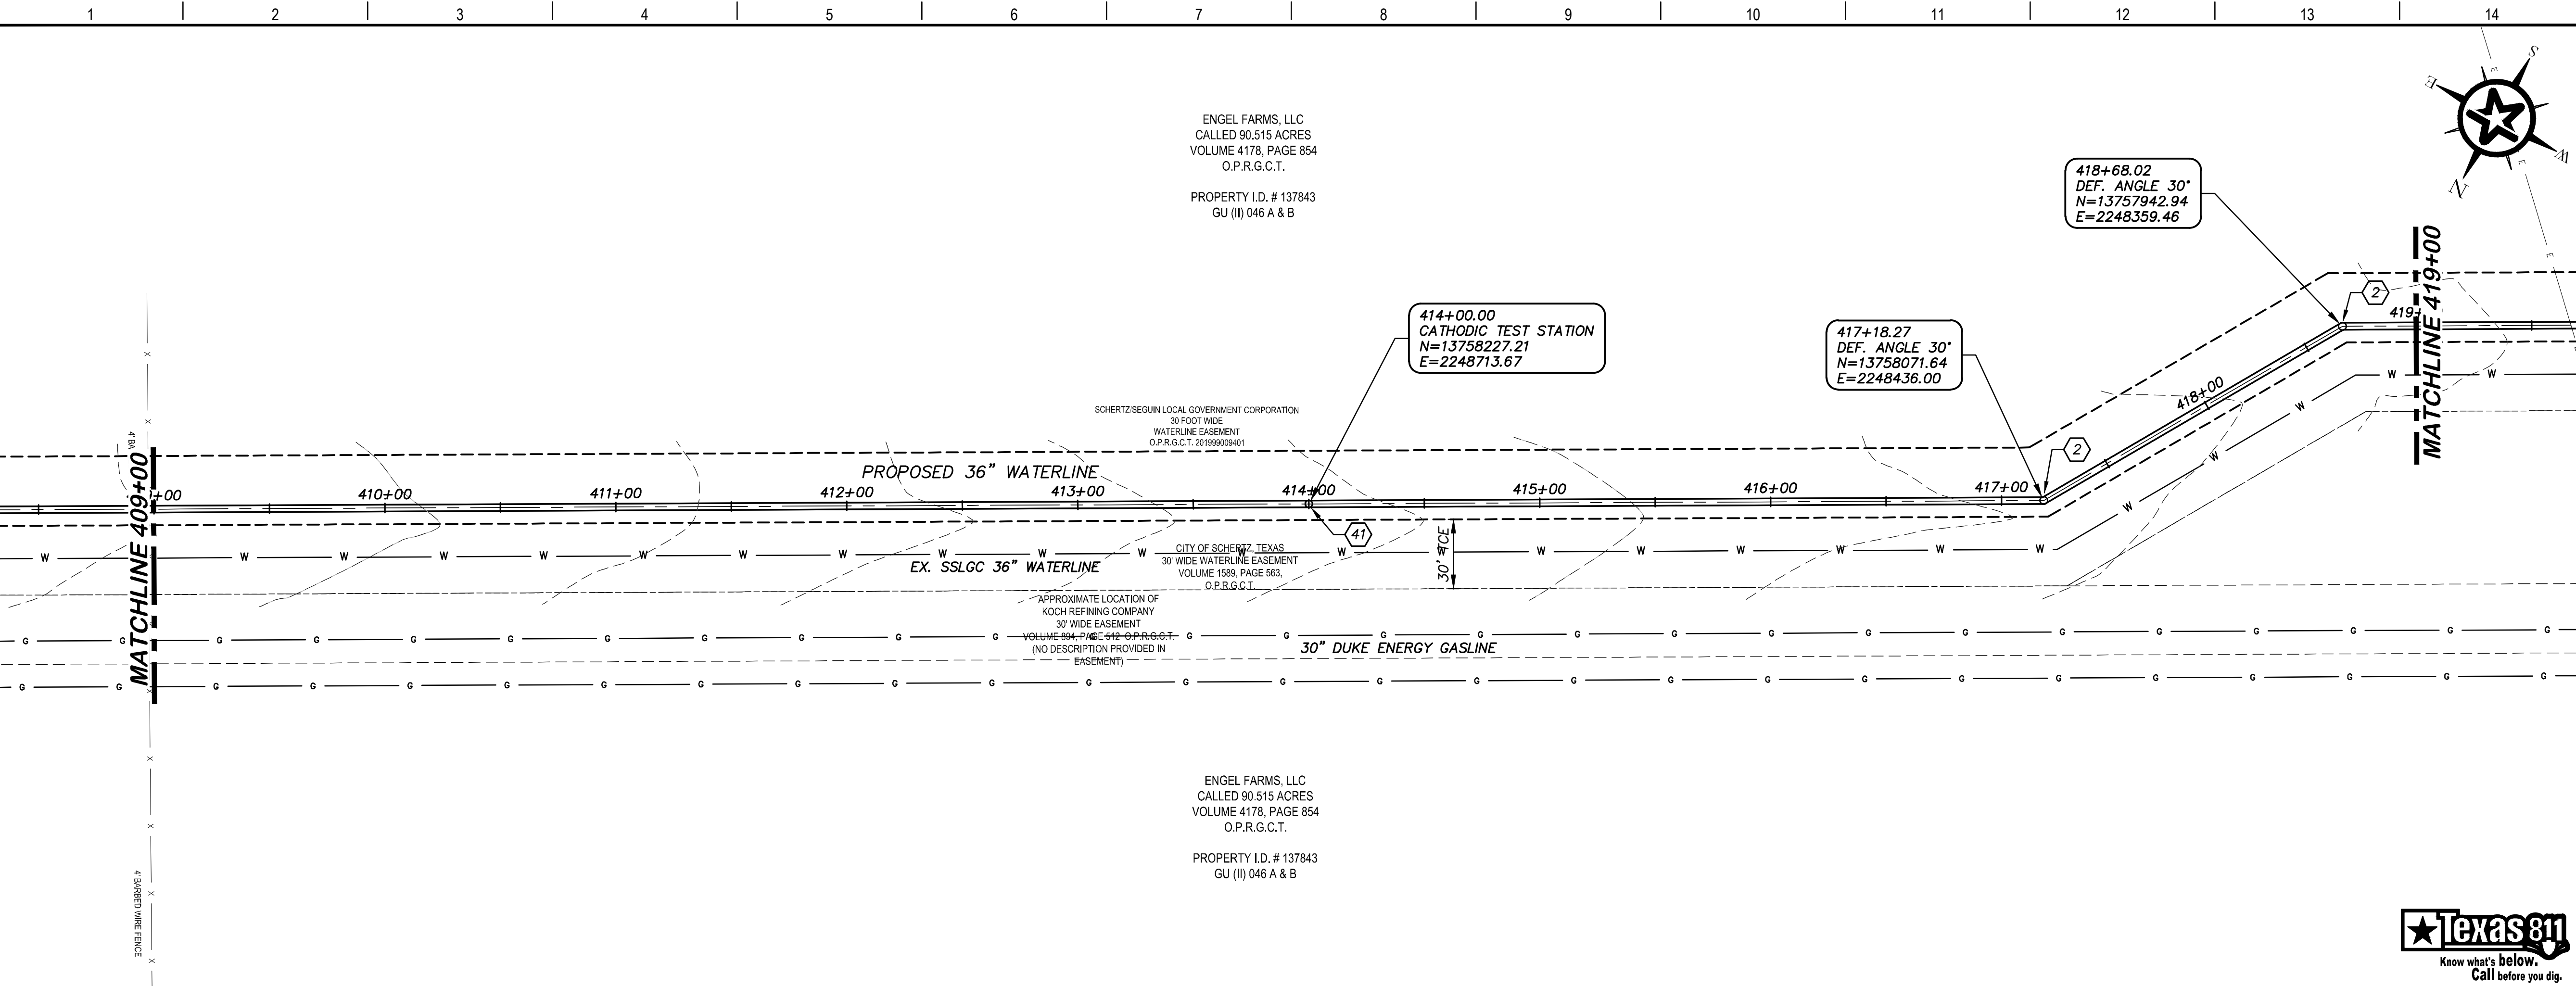 1 2 3 4 5 6 7 8 9 10 11 12 13 14
S
E
E
W
E
N
ENGEL FARMS, LLC
CALLED 90.515 ACRES
VOLUME 4178, PAGE 854
O.P.R.G.C.T.
PROPERTY I.D. # 137843
GU (II) 046 A & B
418+68.02
DEF. ANGLE 30°
N=13757942.94
E=2248359.46
MATCHLINE 419+00
E
2
419+
414+00.00
CATHODIC TEST STATION
N=13758227.21
E=2248713.67
417+18.27
DEF. ANGLE 30°
N=13758071.64
E=2248436.00
418+00
2
SCHERTZ/SEGUIN LOCAL GOVERNMENT CORPORATION
30 FOOT WIDE
WATERLINE EASEMENT
O.P.R.G.C.T. 201999009401
4' BA
MATCHLINE 409+00
PROPOSED 36" WATERLINE
+00 410+00 411+00 412+00 413+00 414+00 415+00 416+00 417+00
41
W W W W W W W W W W W W W W W W W W W W W W W W W W
CITY OF SCHERTZ, TEXAS
30' WIDE WATERLINE EASEMENT
VOLUME 1589, PAGE 563,
O.P.R.G.C.T.
30' TCE
EX. SSLGC 36" WATERLINE
APPROXIMATE LOCATION OF
KOCH REFINING COMPANY
30' WIDE EASEMENT
VOLUME 894, PAGE 512 O.P.R.G.C.T.
(NO DESCRIPTION PROVIDED IN
EASEMENT)
G G G G G G G G G G G G G G G G G G G G G G G G G G G
30" DUKE ENERGY GASLINE
G G G G G G G G G G G G G G G G G G G G G G G G G G G
ENGEL FARMS, LLC
CALLED 90.515 ACRES
VOLUME 4178, PAGE 854
O.P.R.G.C.T.
PROPERTY I.D. # 137843
GU (II) 046 A & B
4' BARBED WIRE FENCE
Texas811
Know what's below.
Call before you dig.